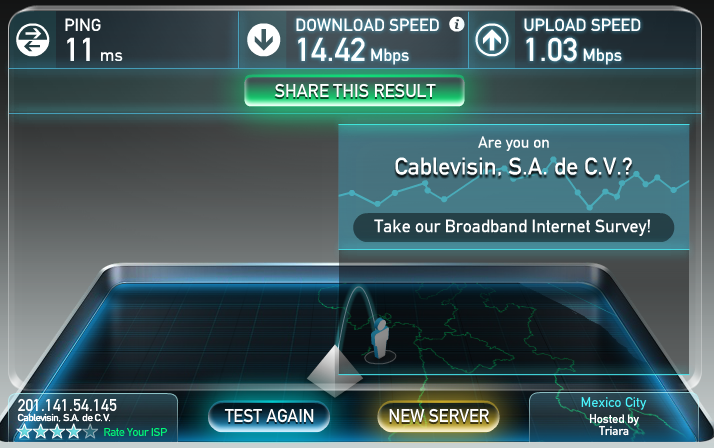 PING
11 ms
DOWNLOAD SPEED
14.42 Mbps
UPLOAD SPEED
1.03 Mbps
SHARE THIS RESULT
Are you on
Cablevisin, S.A. de C.V.?
Take our Broadband Internet Survey!
201.141.54.145
Cablevisin, S.A. de C.V.
Rate Your ISP
TEST AGAIN
NEW SERVER
Mexico City
Hosted by
Triara